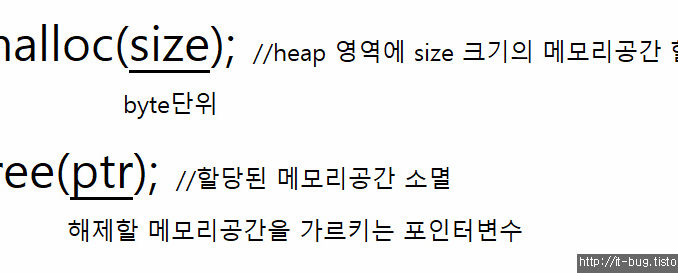 malloc(size); //heap 영역에 size 크기의 메모리공간 할
byte단위
free(ptr); //할당된 메모리공간 소멸
해제할 메모리공간을 가르키는 포인터변수
http://it-bug.tisto